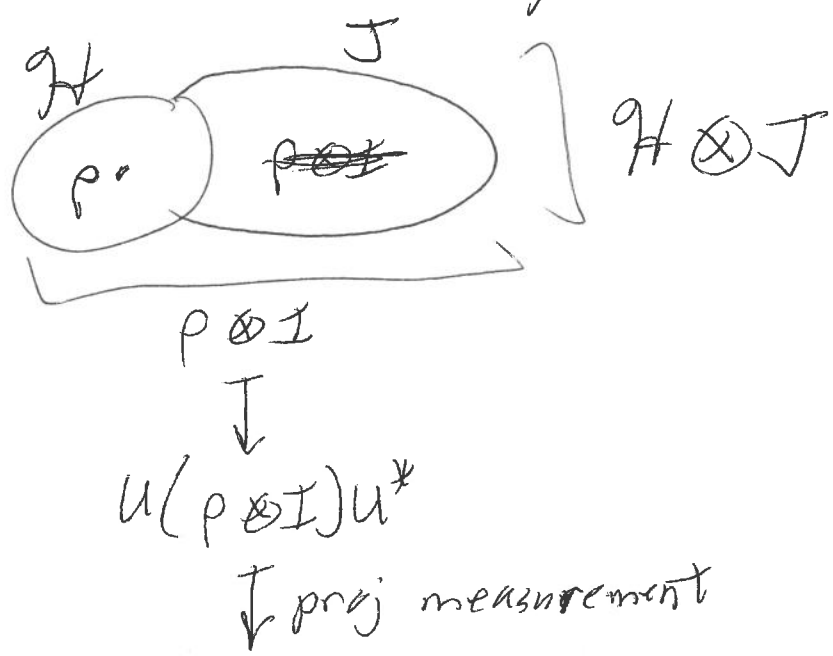 J
ℋ
ρ.
ℋ ⊗ J
ρ ⊗ I
↓
U(ρ ⊗ I)U*
↓ proj measurement